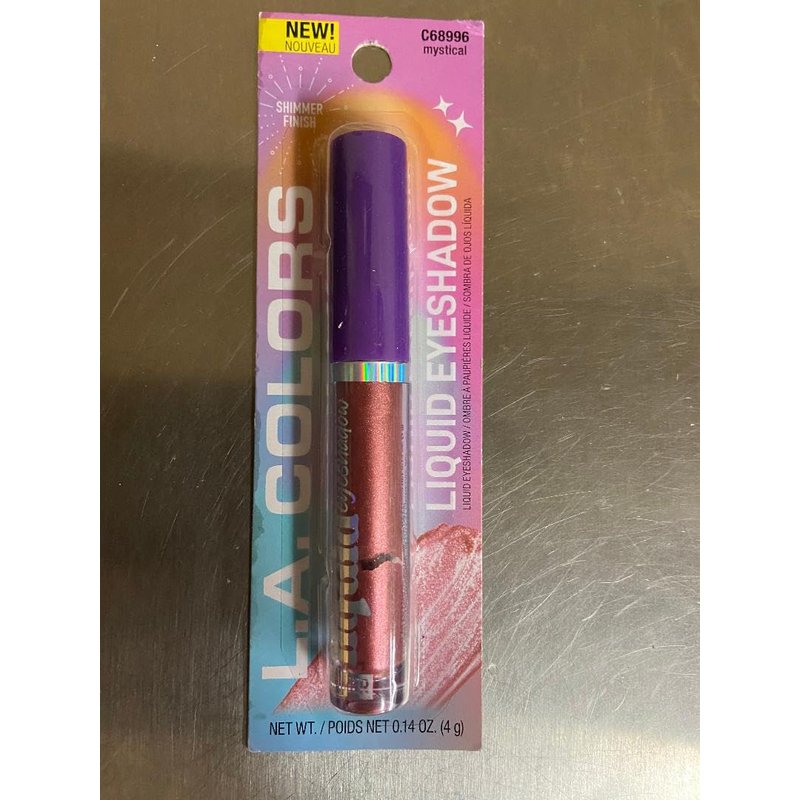 NEW!
NOUVEAU
C68996
mystical
SHIMMER
FINISH
L.A. COLORS
LIQUID EYESHADOW
LIQUID EYESHADOW / OMBRE À PAUPIÈRES LIQUIDE / SOMBRA DE OJOS LÍQUIDA
liquid
eyeshadow
NET WT. / POIDS NET 0.14 OZ. (4 g)